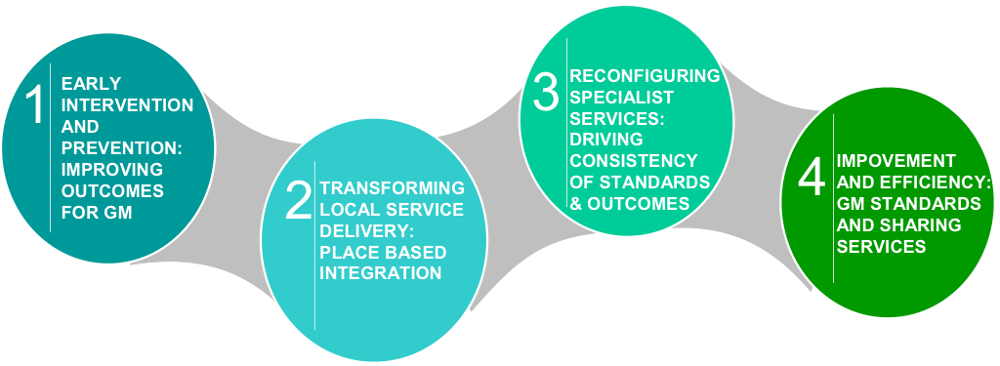 1
EARLY
INTERVENTION
AND
PREVENTION:
IMPROVING
OUTCOMES
FOR GM
2
TRANSFORMING
LOCAL SERVICE
DELIVERY:
PLACE BASED
INTEGRATION
3
RECONFIGURING
SPECIALIST
SERVICES:
DRIVING
CONSISTENCY
OF STANDARDS
& OUTCOMES
4
IMPOVEMENT
AND EFFICIENCY:
GM STANDARDS
AND SHARING
SERVICES